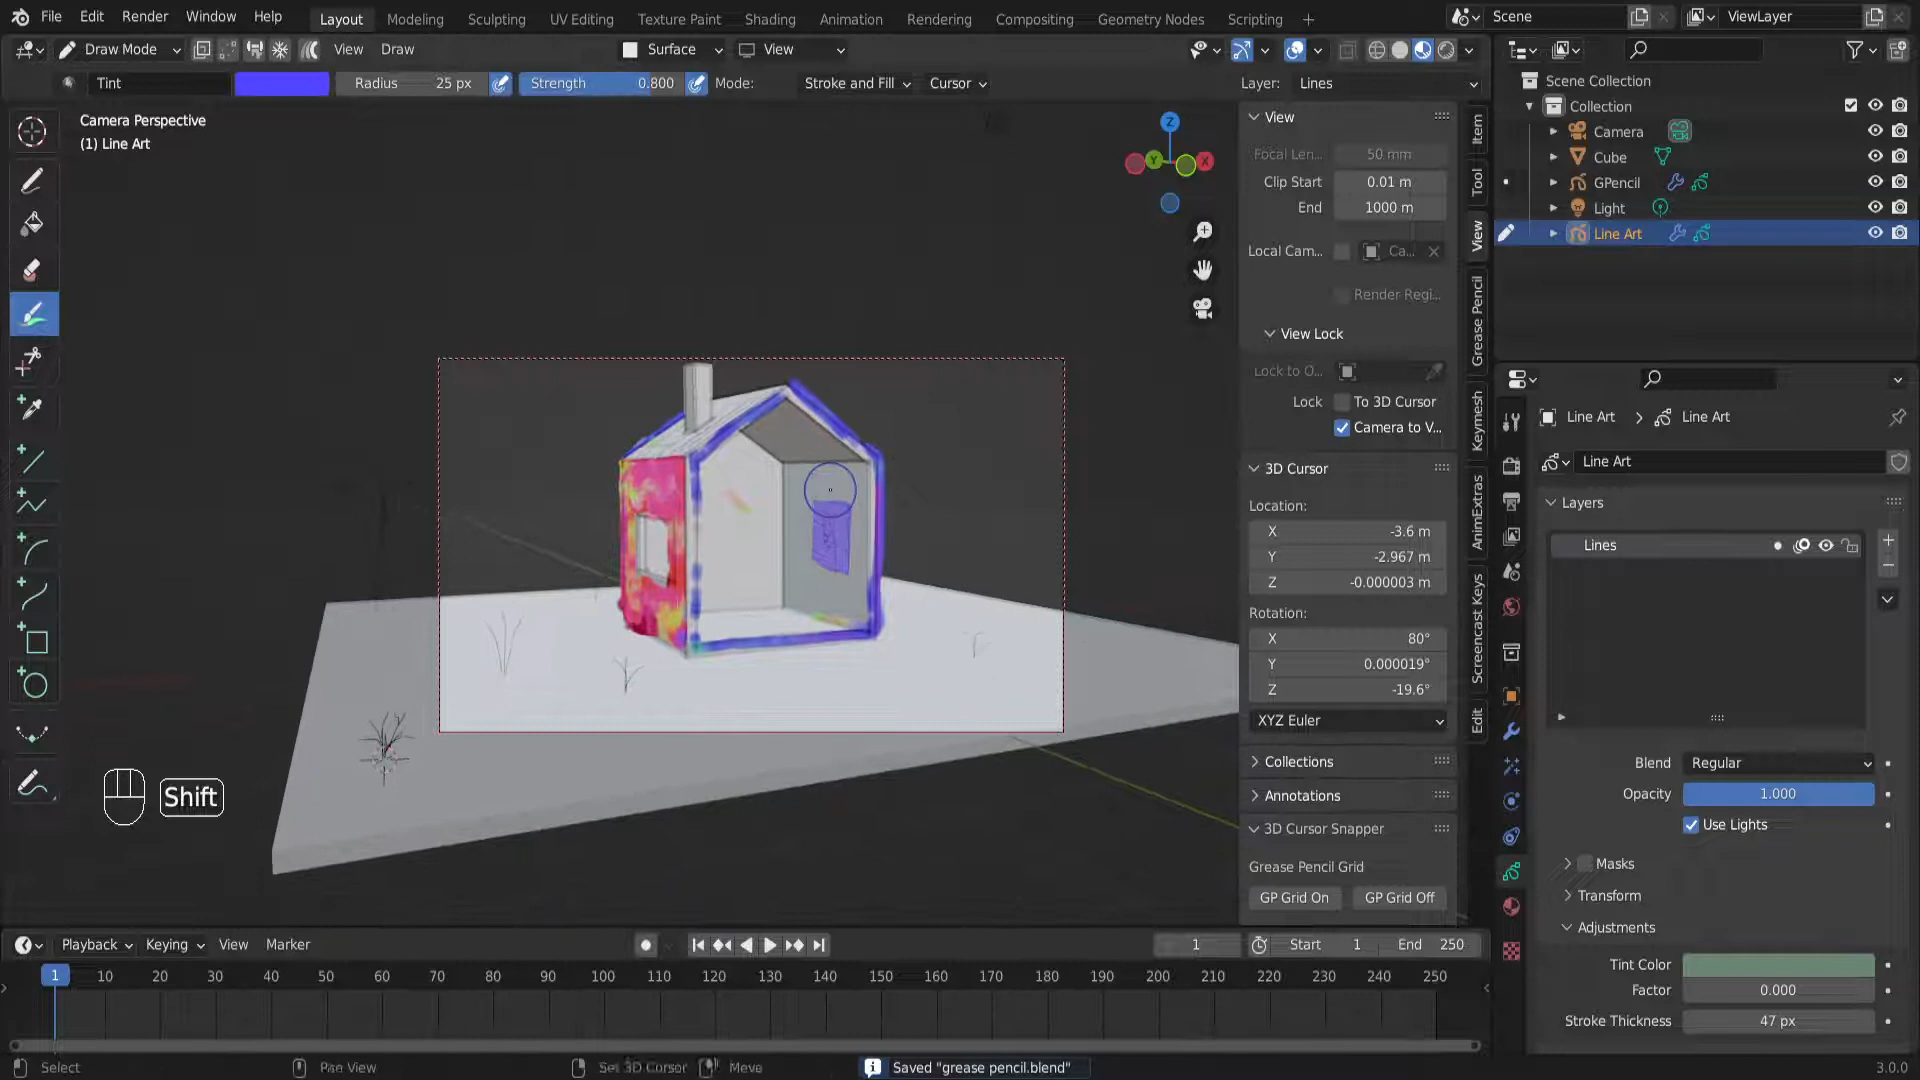 File Edit Render Window Help Layout Modeling Sculpting UV Editing Texture Paint Shading Animation Rendering Compositing Geometry Nodes Scripting + Scene ViewLayer
Draw Mode View Draw Surface View
Tint Radius 25 px Strength 0.800 Mode: Stroke and Fill Cursor Layer: Lines
Camera Perspective
(1) Line Art
Z
Y
X
View
Focal Len... 50 mm
Clip Start 0.01 m
End 1000 m
Local Cam... Ca...
Render Regi...
View Lock
Lock to O...
Lock To 3D Cursor
Camera to V...
3D Cursor
Location:
X -3.6 m
Y -2.967 m
Z -0.000003 m
Rotation:
X 80°
Y 0.000019°
Z -19.6°
XYZ Euler
Collections
Annotations
3D Cursor Snapper
Grease Pencil Grid
GP Grid On GP Grid Off
Item
Tool
View
Grease Pencil
Keymesh
AnimExtras
Screencast Keys
Edit
Scene Collection
Collection
Camera
Cube
GPencil
Light
Line Art
Line Art > Line Art
Line Art
Layers
Lines
Blend Regular
Opacity 1.000
Use Lights
Masks
Transform
Adjustments
Tint Color
Factor 0.000
Stroke Thickness 47 px
Shift
Playback Keying View Marker 1 Start 1 End 250
1 10 20 30 40 50 60 70 80 90 100 110 120 130 140 150 160 170 180 190 200 210 220 230 240 250
Select Pan View Set 3D Cursor Move Saved "grease pencil.blend" 3.0.0